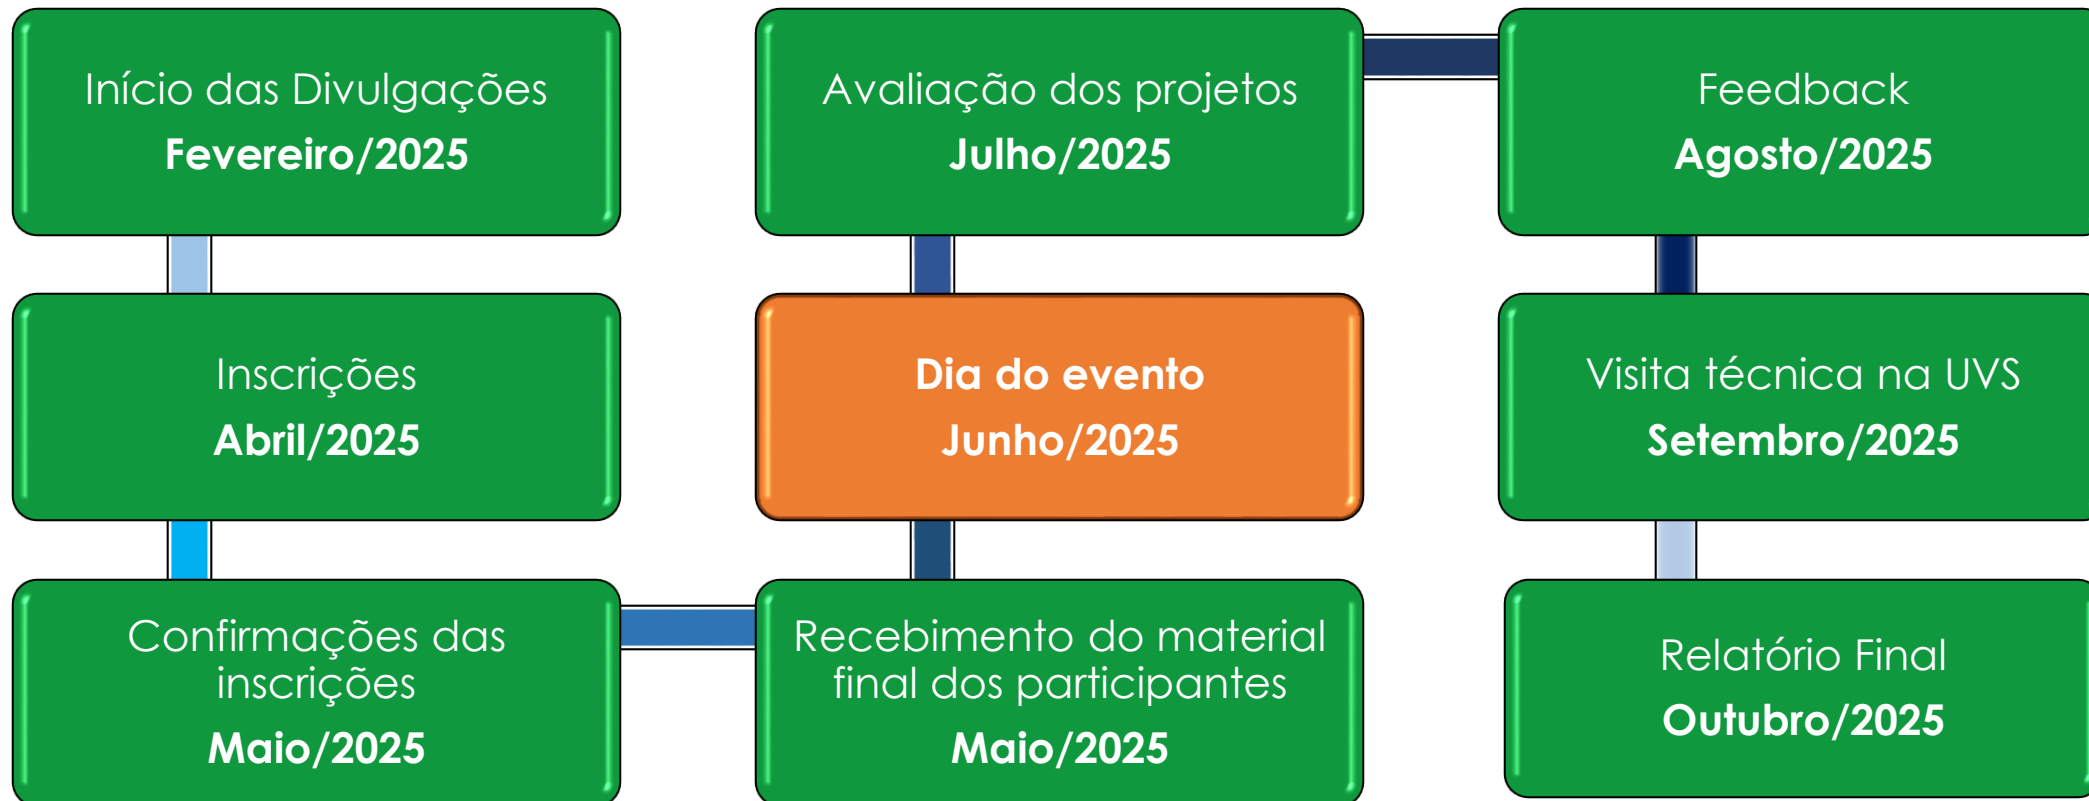 Início das Divulgações
Fevereiro/2025
Inscrições
Abril/2025
Confirmações das
inscrições
Maio/2025
Recebimento do material
final dos participantes
Maio/2025
Dia do evento
Junho/2025
Avaliação dos projetos
Julho/2025
Feedback
Agosto/2025
Visita técnica na UVS
Setembro/2025
Relatório Final
Outubro/2025